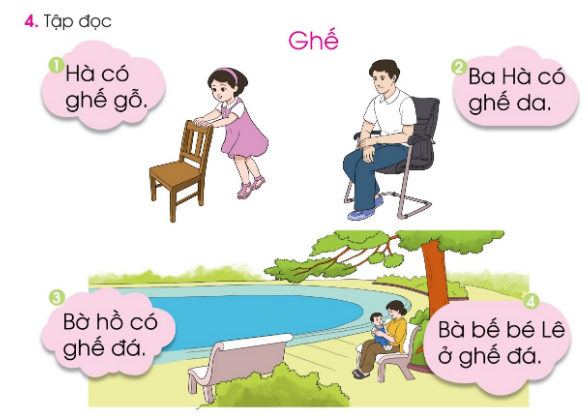 4. Tập đọc
Ghế
1
Hà có
ghế gỗ.
2
Ba Hà có
ghế da.
3
Bờ hồ có
ghế đá.
4
Bà bế bé Lê
ở ghế đá.